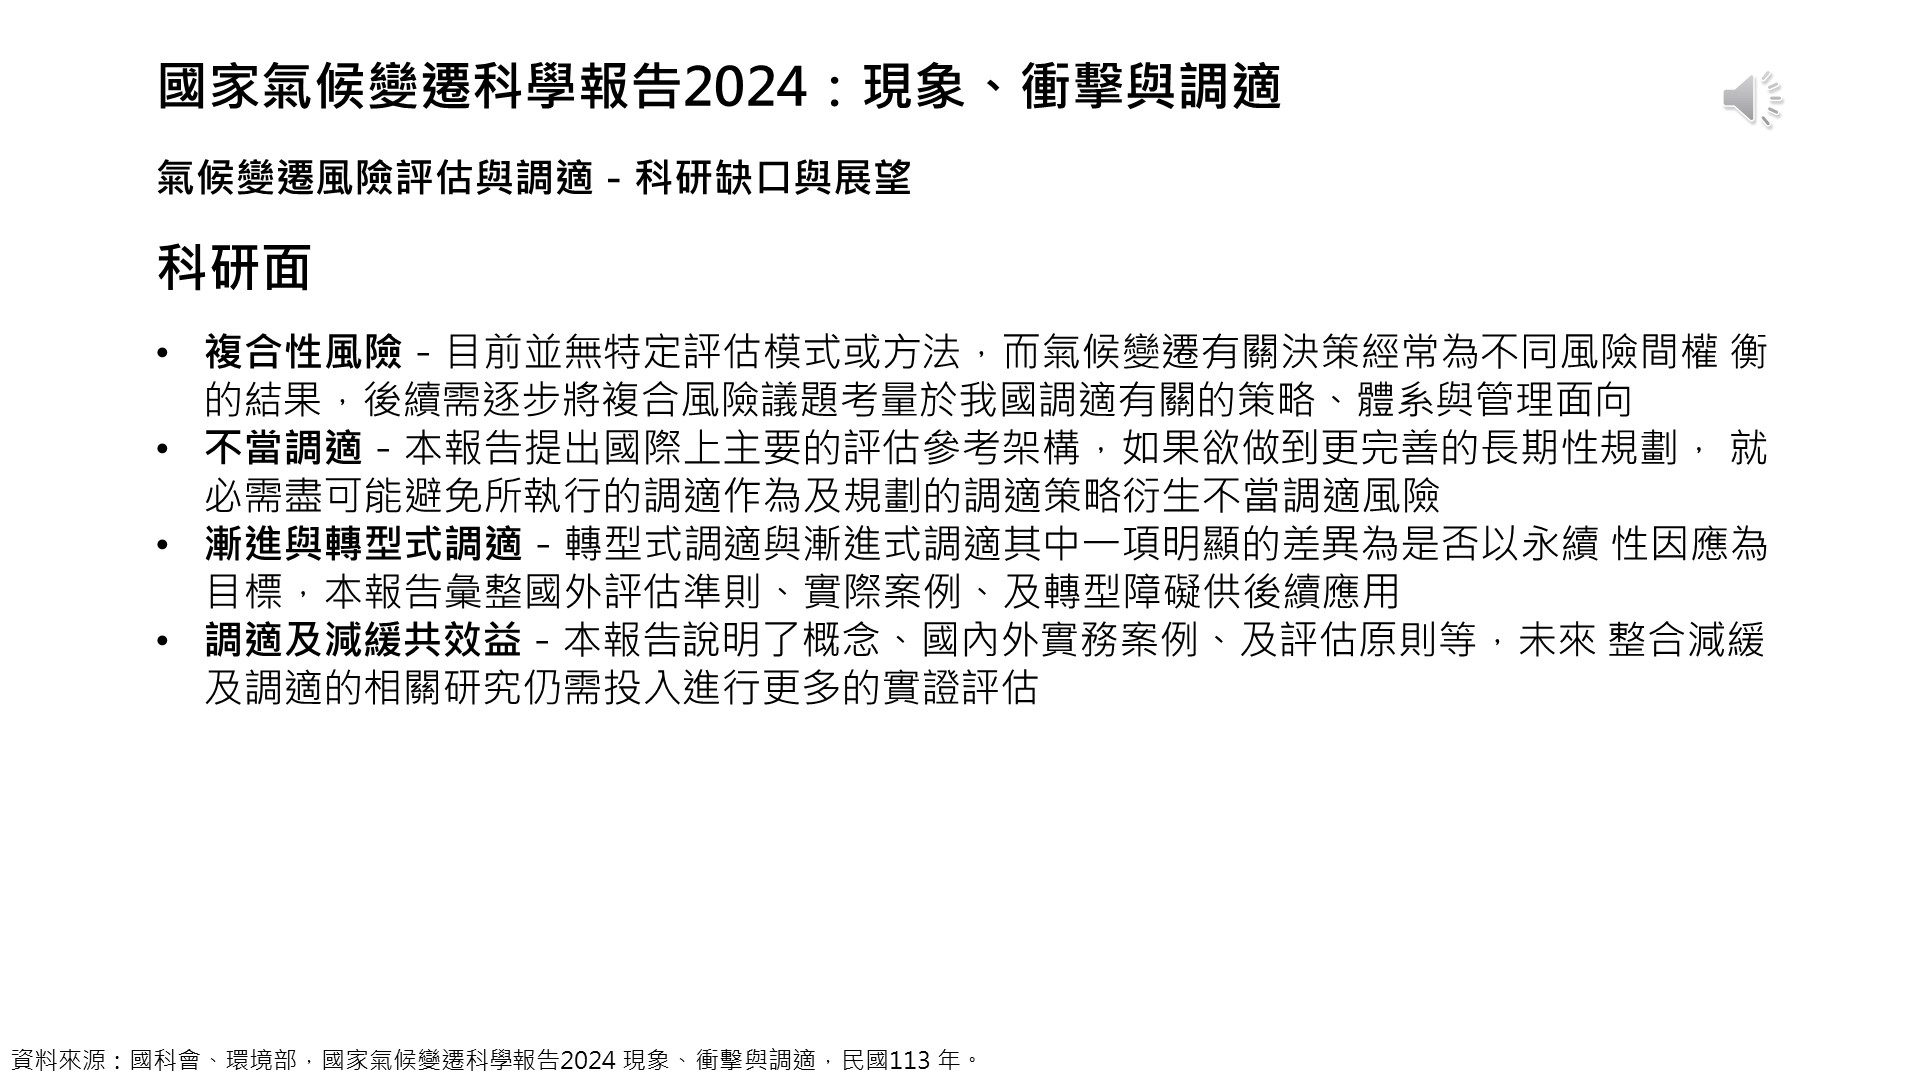 國家氣候變遷科學報告2024：現象、衝擊與調適
氣候變遷風險評估與調適 - 科研缺口與展望
科研面
• 複合性風險 - 目前並無特定評估模式或方法，而氣候變遷有關決策經常為不同風險間權 衡
的結果，後續需逐步將複合風險議題考量於我國調適有關的策略、體系與管理面向
• 不當調適 - 本報告提出國際上主要的評估參考架構，如果欲做到更完善的長期性規劃， 就
必需盡可能避免所執行的調適作為及規劃的調適策略衍生不當調適風險
• 漸進與轉型式調適 - 轉型式調適與漸進式調適其中一項明顯的差異為是否以永續 性因應為
目標，本報告彙整國外評估準則、實際案例、及轉型障礙供後續應用
• 調適及減緩共效益 - 本報告說明了概念、國內外實務案例、及評估原則等，未來 整合減緩
及調適的相關研究仍需投入進行更多的實證評估
資料來源：國科會、環境部，國家氣候變遷科學報告2024 現象、衝擊與調適，民國113 年。